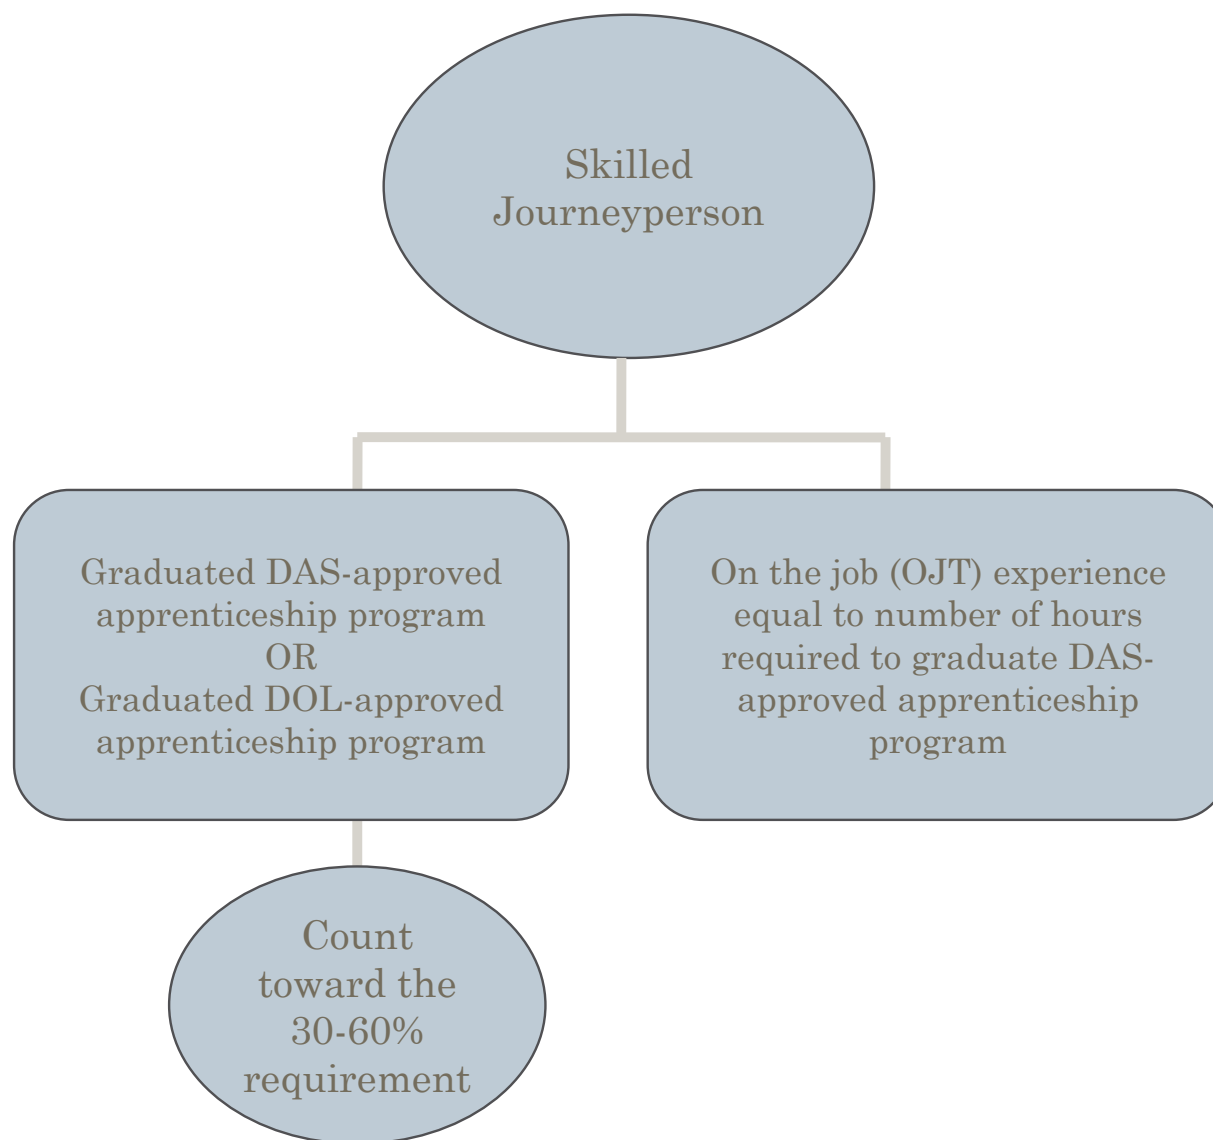 Skilled
Journeyperson
Graduated DAS-approved
apprenticeship program
OR
Graduated DOL-approved
apprenticeship program
On the job (OJT) experience
equal to number of hours
required to graduate DAS-
approved apprenticeship
program
Count
toward the
30-60%
requirement